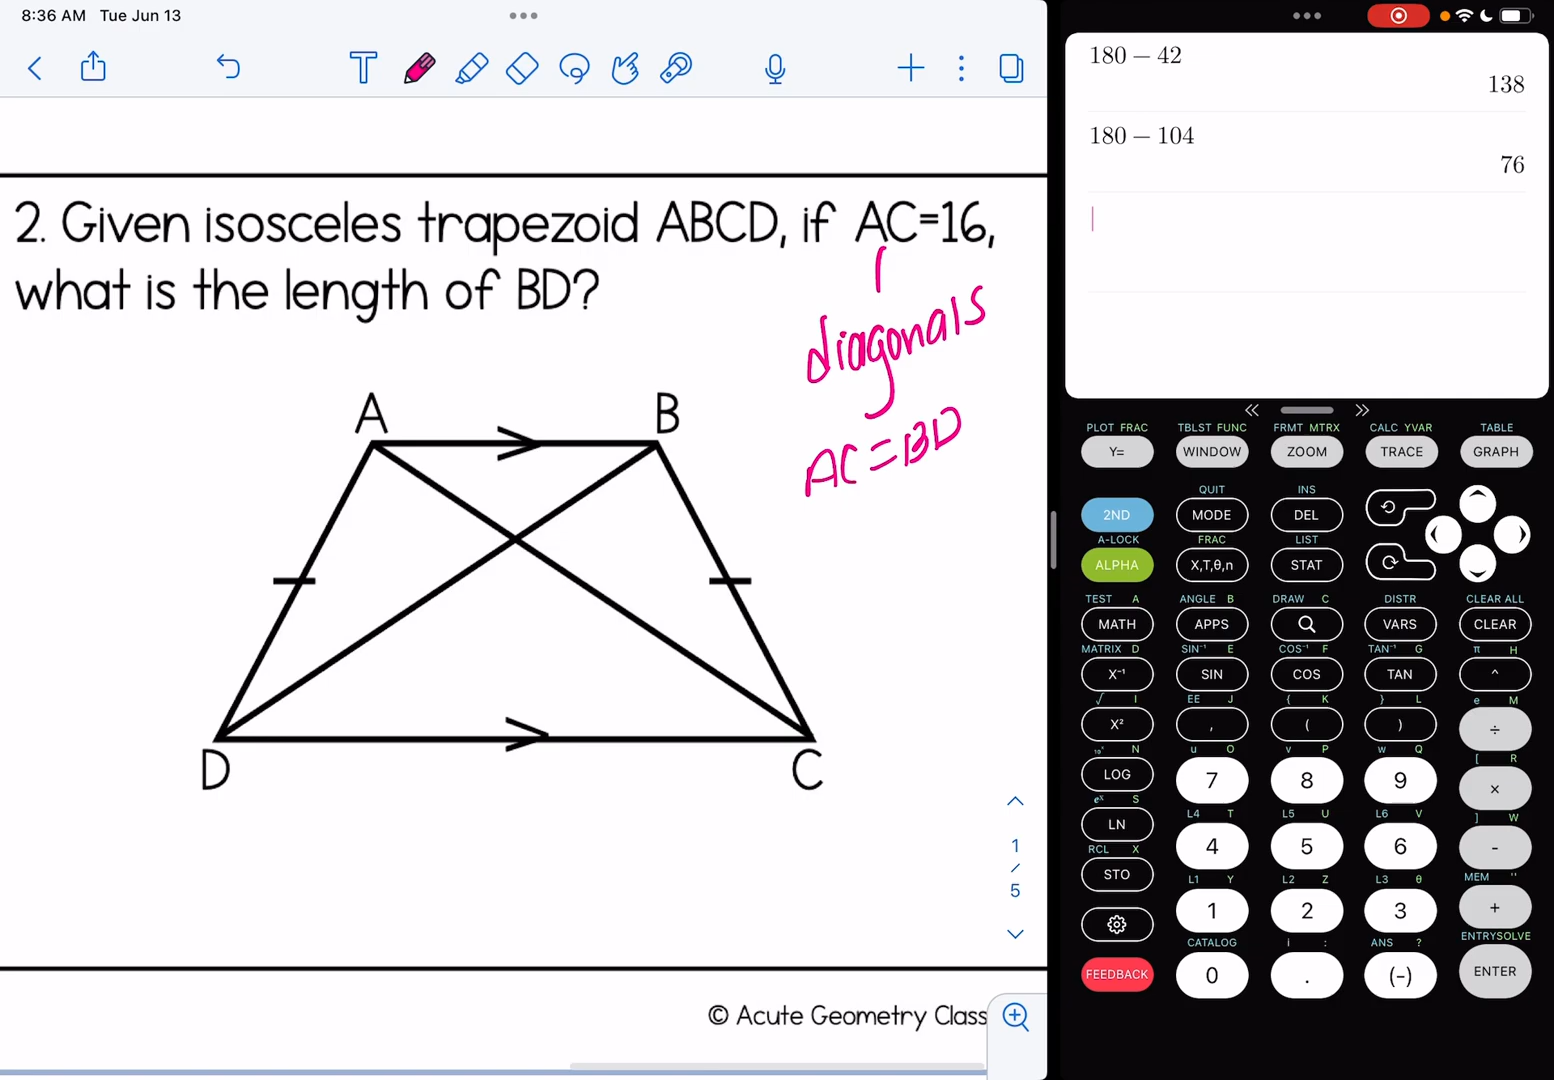 8:36 AM Tue Jun 13
2. Given isosceles trapezoid ABCD, if AC=16,
what is the length of BD?
diagonals
AC = BD
A
B
D
C
1
/
5
© Acute Geometry Class
180 − 42
138
180 − 104
76
PLOT FRAC TBLST FUNC FRMT MTRX CALC YVAR TABLE
Y= WINDOW ZOOM TRACE GRAPH
QUIT INS
2ND MODE DEL
A-LOCK FRAC LIST
ALPHA X,T,θ,n STAT
TEST A ANGLE B DRAW C DISTR CLEAR ALL
MATH APPS VARS CLEAR
MATRIX D SIN⁻¹ E COS⁻¹ F TAN⁻¹ G π H
X⁻¹ SIN COS TAN ^
√ I EE J { K } L e M
X² , ( ) ÷
10ˣ N u O v P w Q [ R
LOG 7 8 9 ×
eˣ S L4 T L5 U L6 V ] W
LN 4 5 6 -
RCL X L1 Y L2 Z L3 θ MEM "
STO 1 2 3 +
CATALOG i : ANS ? ENTRYSOLVE
FEEDBACK 0 . (-) ENTER